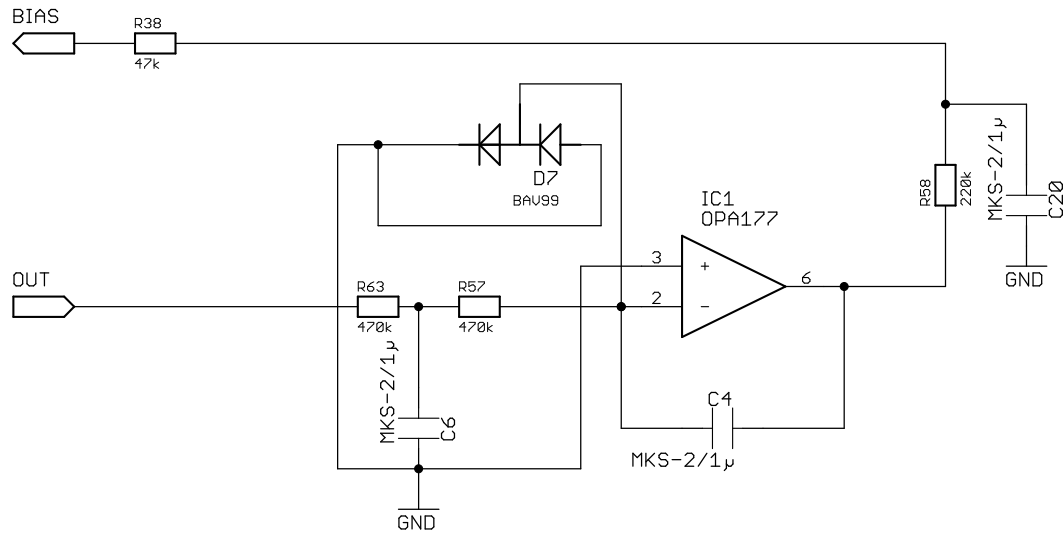 BIAS
R38
47k
D7
BAV99
R58
220k
MKS-2/1µ
C20
GND
IC1
OPA177
3
+
2
-
6
OUT
R63
470k
R57
470k
MKS-2/1µ
C6
GND
C4
MKS-2/1µ